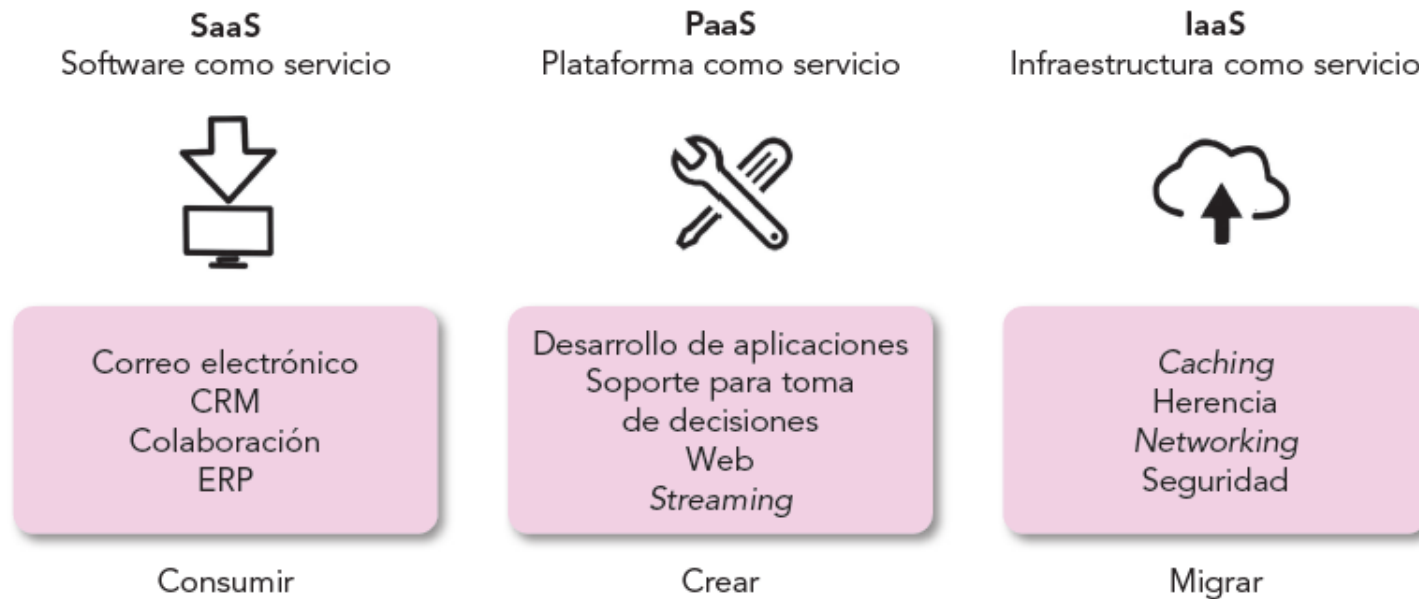 SaaS
Software como servicio
Correo electrónico
CRM
Colaboración
ERP
Consumir
PaaS
Plataforma como servicio
Desarrollo de aplicaciones
Soporte para toma
de decisiones
Web
Streaming
Crear
IaaS
Infraestructura como servicio
Caching
Herencia
Networking
Seguridad
Migrar